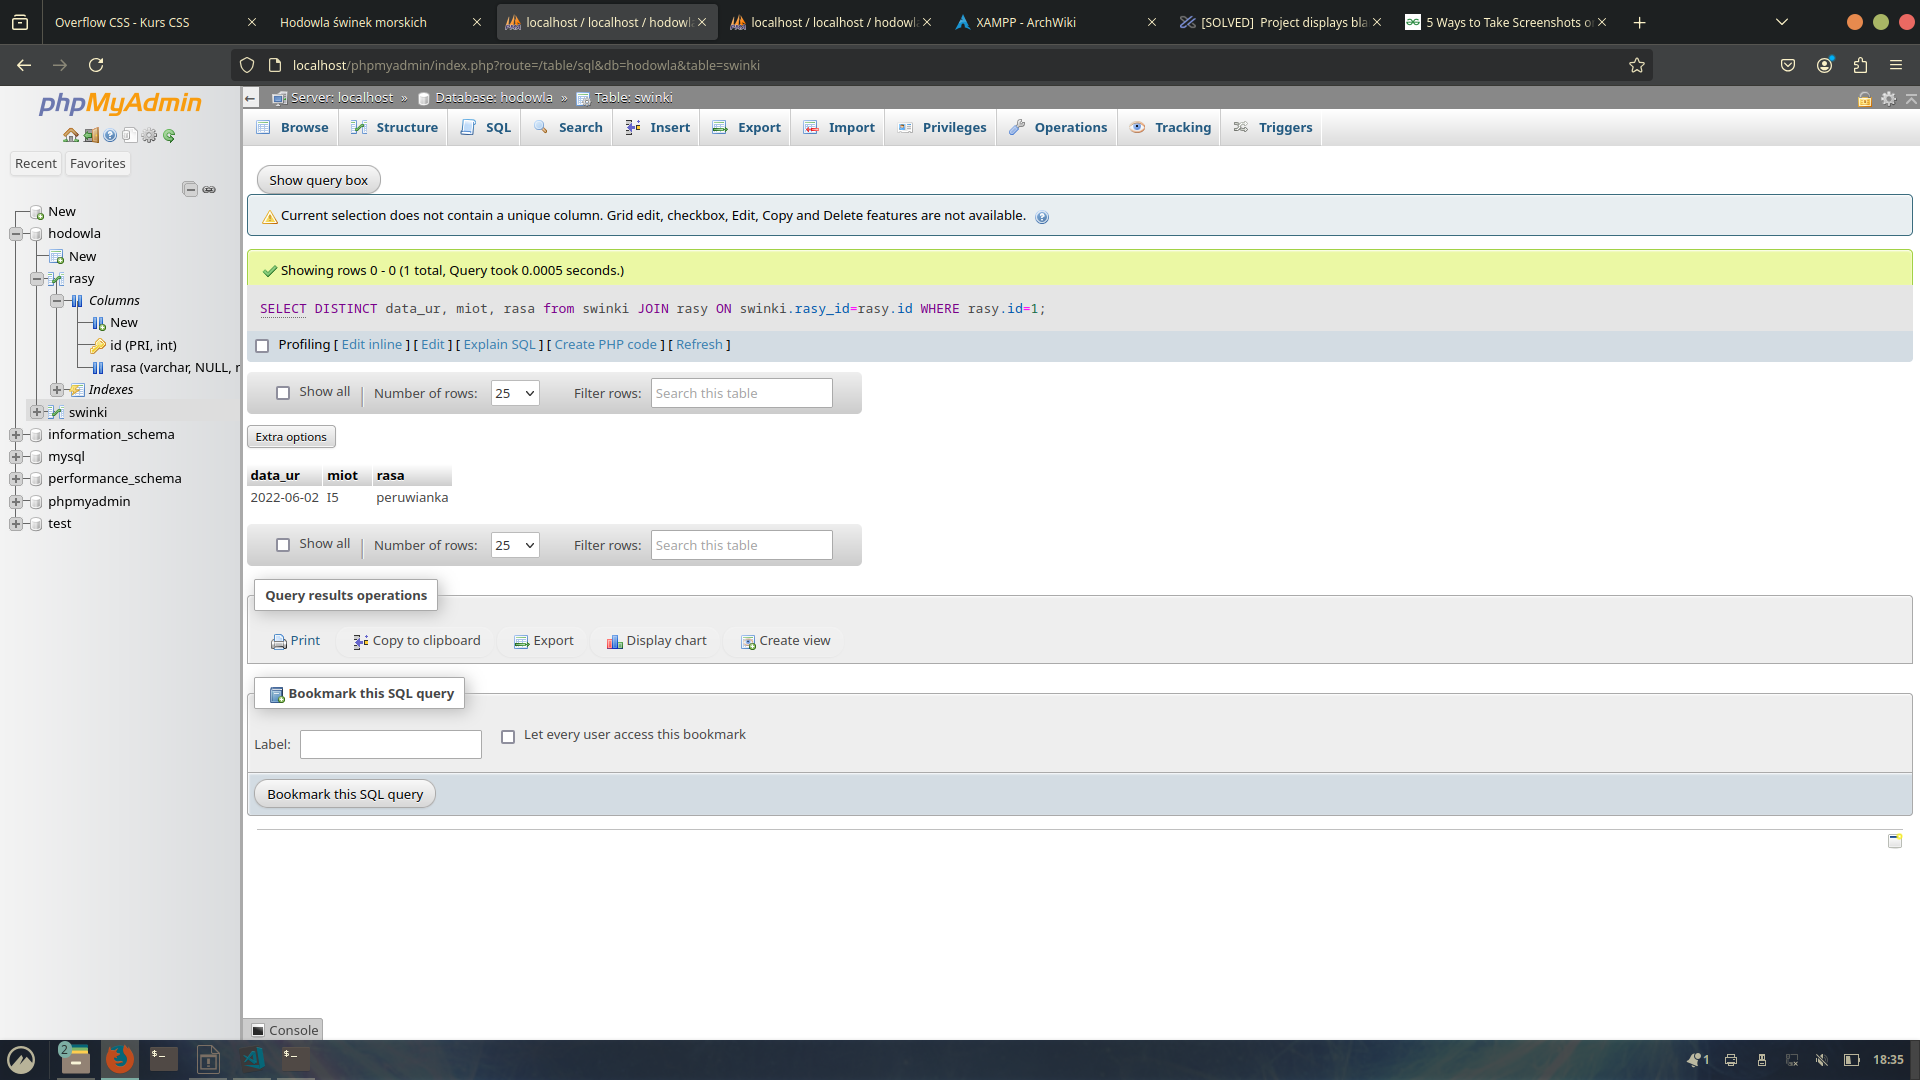 Overflow CSS - Kurs CSS
Hodowla świnek morskich
localhost / localhost / hodowl
localhost / localhost / hodowl
XAMPP - ArchWiki
[SOLVED] Project displays bla
5 Ways to Take Screenshots o
localhost/phpmyadmin/index.php?route=/table/sql&db=hodowla&table=swinki
phpMyAdmin
Recent
Favorites
New
hodowla
New
rasy
Columns
New
id (PRI, int)
rasa (varchar, NULL, r
Indexes
swinki
information_schema
mysql
performance_schema
phpmyadmin
test
Server: localhost » Database: hodowla » Table: swinki
Browse Structure SQL Search Insert Export Import Privileges Operations Tracking Triggers
Show query box
Current selection does not contain a unique column. Grid edit, checkbox, Edit, Copy and Delete features are not available.
Showing rows 0 - 0 (1 total, Query took 0.0005 seconds.)
SELECT DISTINCT data_ur, miot, rasa from swinki JOIN rasy ON swinki.rasy_id=rasy.id WHERE rasy.id=1;
Profiling [ Edit inline ] [ Edit ] [ Explain SQL ] [ Create PHP code ] [ Refresh ]
Show all Number of rows: 25 Filter rows: Search this table
Extra options
data_ur miot rasa
2022-06-02 I5 peruwianka
Show all Number of rows: 25 Filter rows: Search this table
Query results operations
Print Copy to clipboard Export Display chart Create view
Bookmark this SQL query
Label: Let every user access this bookmark
Bookmark this SQL query
Console
2
1
18:35